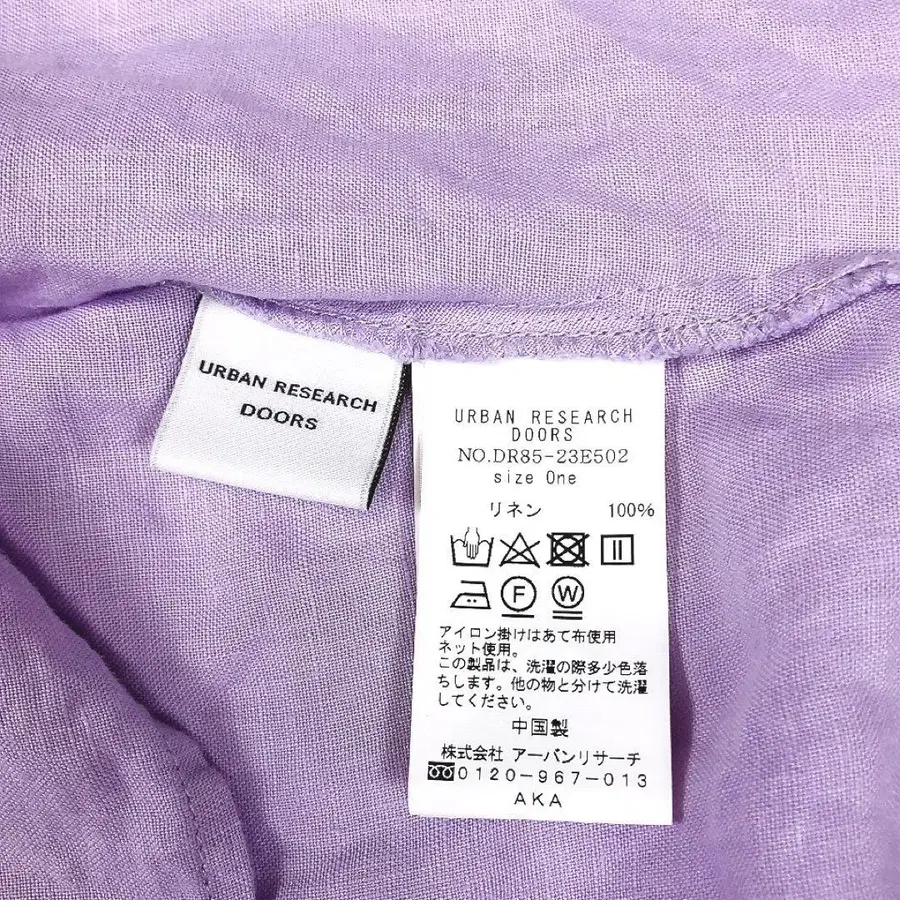 URBAN RESEARCH
DOORS
URBAN RESEARCH
DOORS
NO.DR85-23E502
size One
リネン 100%
F
W
アイロン掛けはあて布使用
ネット使用。
この製品は、洗濯の際多少色落
ちします。他の物と分けて洗濯
してください。
中国製
株式会社 アーバンリサーチ
0120-967-013
AKA